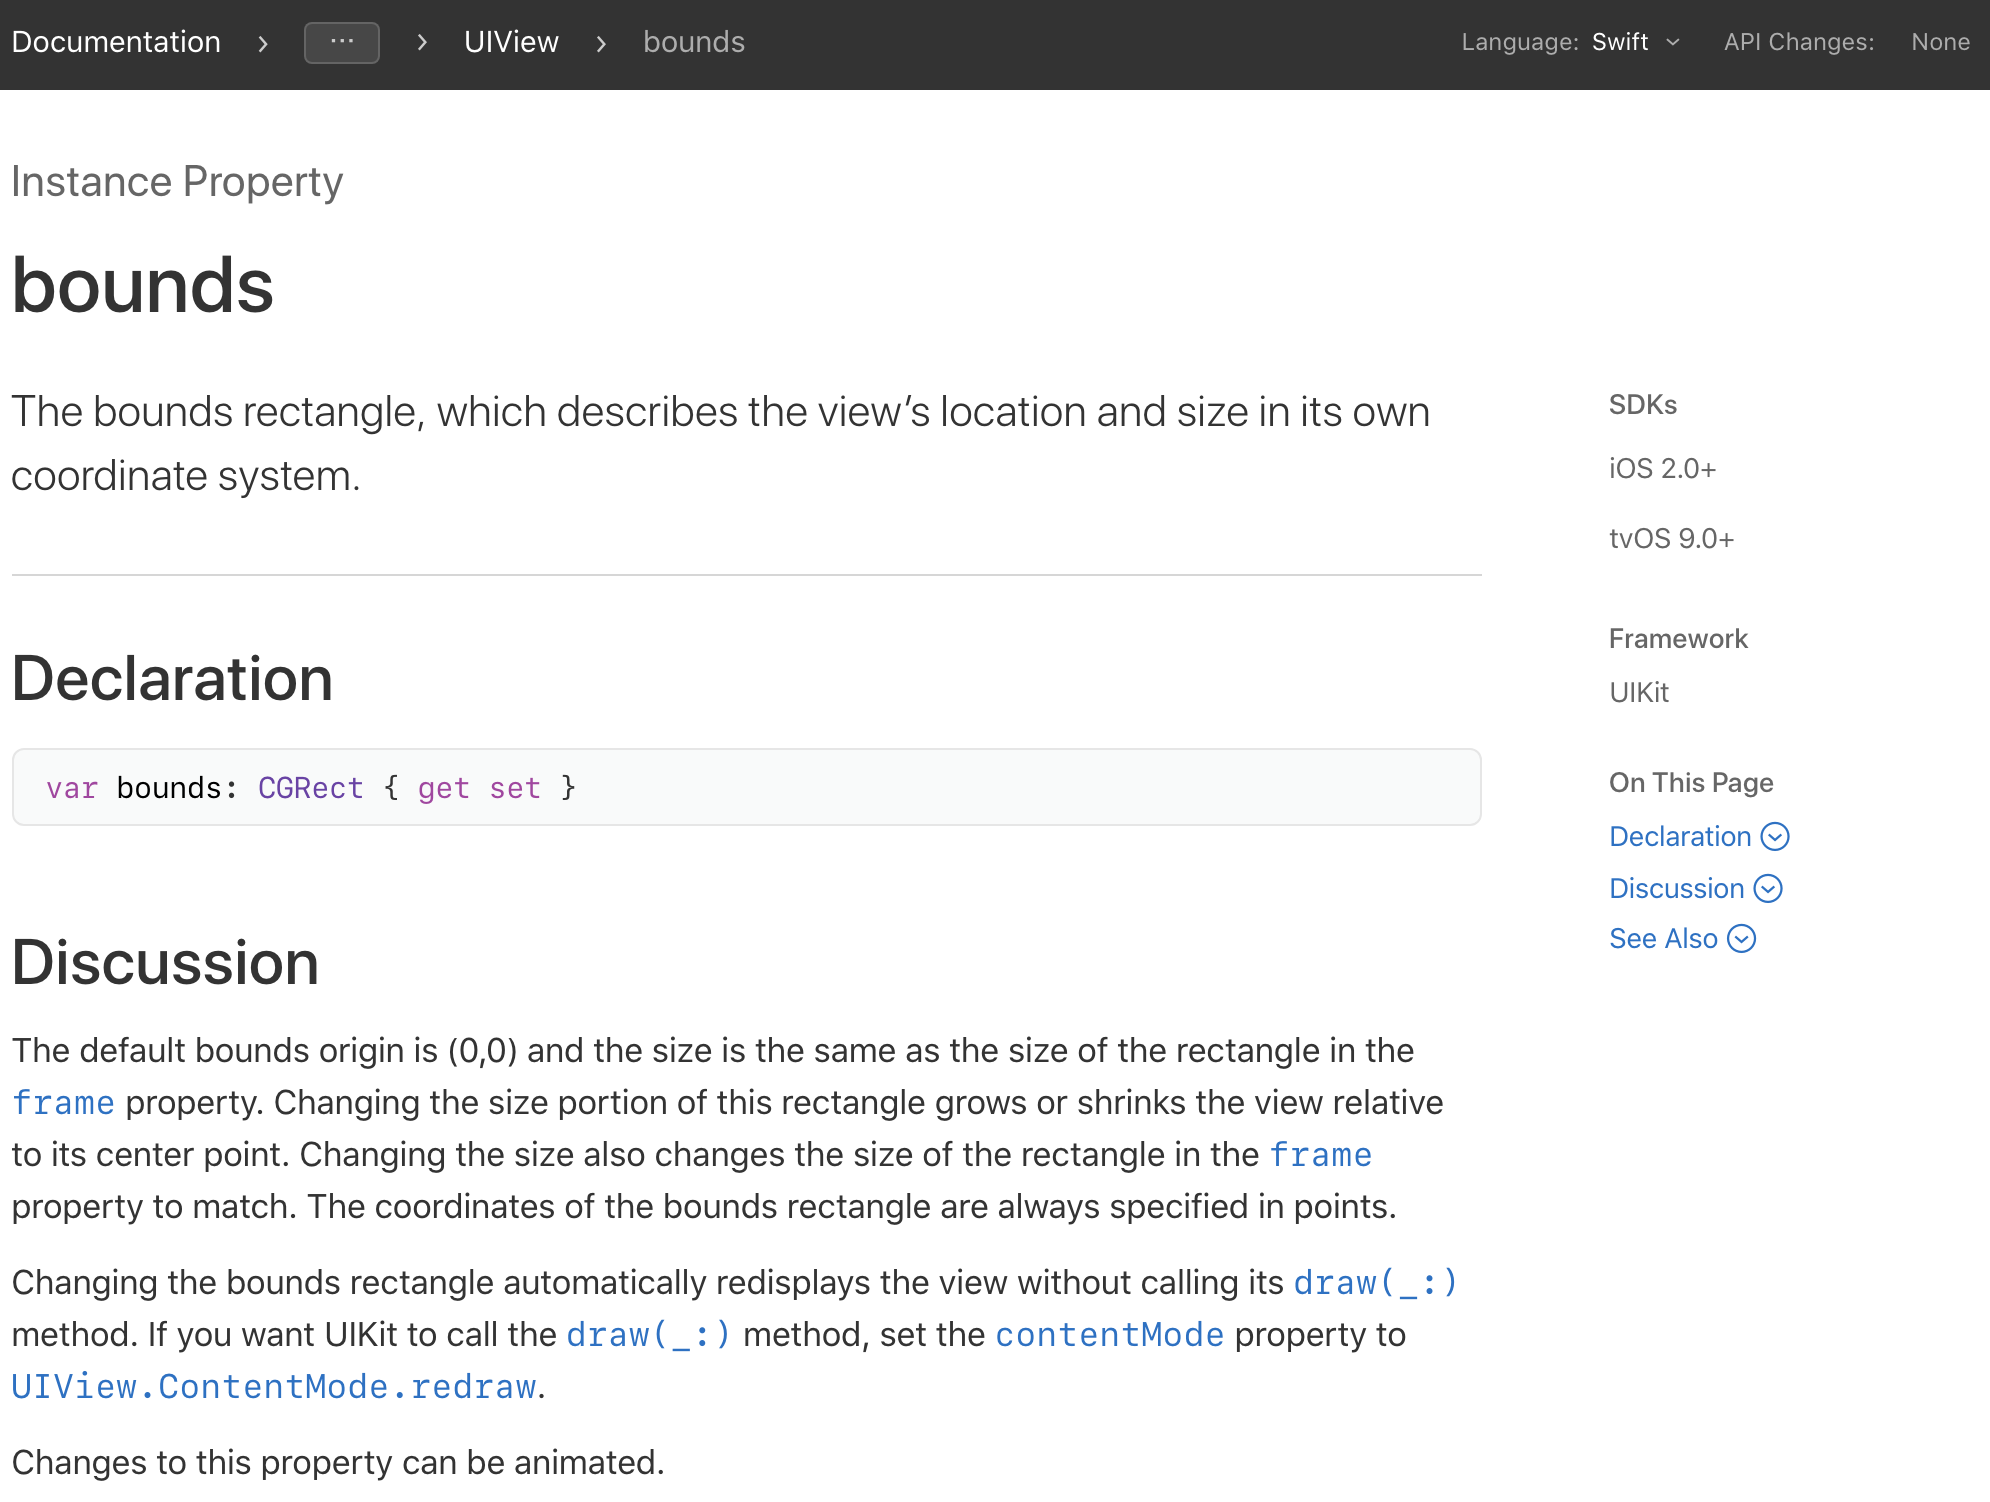 Documentation > ··· > UIView > bounds
Language: Swift API Changes: None
Instance Property
bounds
The bounds rectangle, which describes the view’s location and size in its own
coordinate system.
SDKs
iOS 2.0+
tvOS 9.0+
Framework
UIKit
On This Page
Declaration
Discussion
See Also
Declaration
var bounds: CGRect { get set }
Discussion
The default bounds origin is (0,0) and the size is the same as the size of the rectangle in the
frame property. Changing the size portion of this rectangle grows or shrinks the view relative
to its center point. Changing the size also changes the size of the rectangle in the frame
property to match. The coordinates of the bounds rectangle are always specified in points.
Changing the bounds rectangle automatically redisplays the view without calling its draw(_:)
method. If you want UIKit to call the draw(_:) method, set the contentMode property to
UIView.ContentMode.redraw.
Changes to this property can be animated.